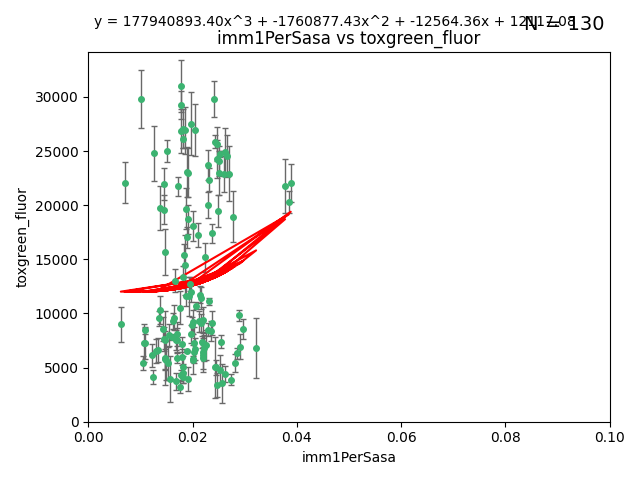 y = 177940893.40x^3 + -1760877.43x^2 + -12564.36x +
N = 130
imm1PerSasa vs toxgreen_fluor
toxgreen_fluor
30000
25000
20000
15000
10000
5000
0
0.00 0.02 0.04 0.06 0.08 0.10
imm1PerSasa